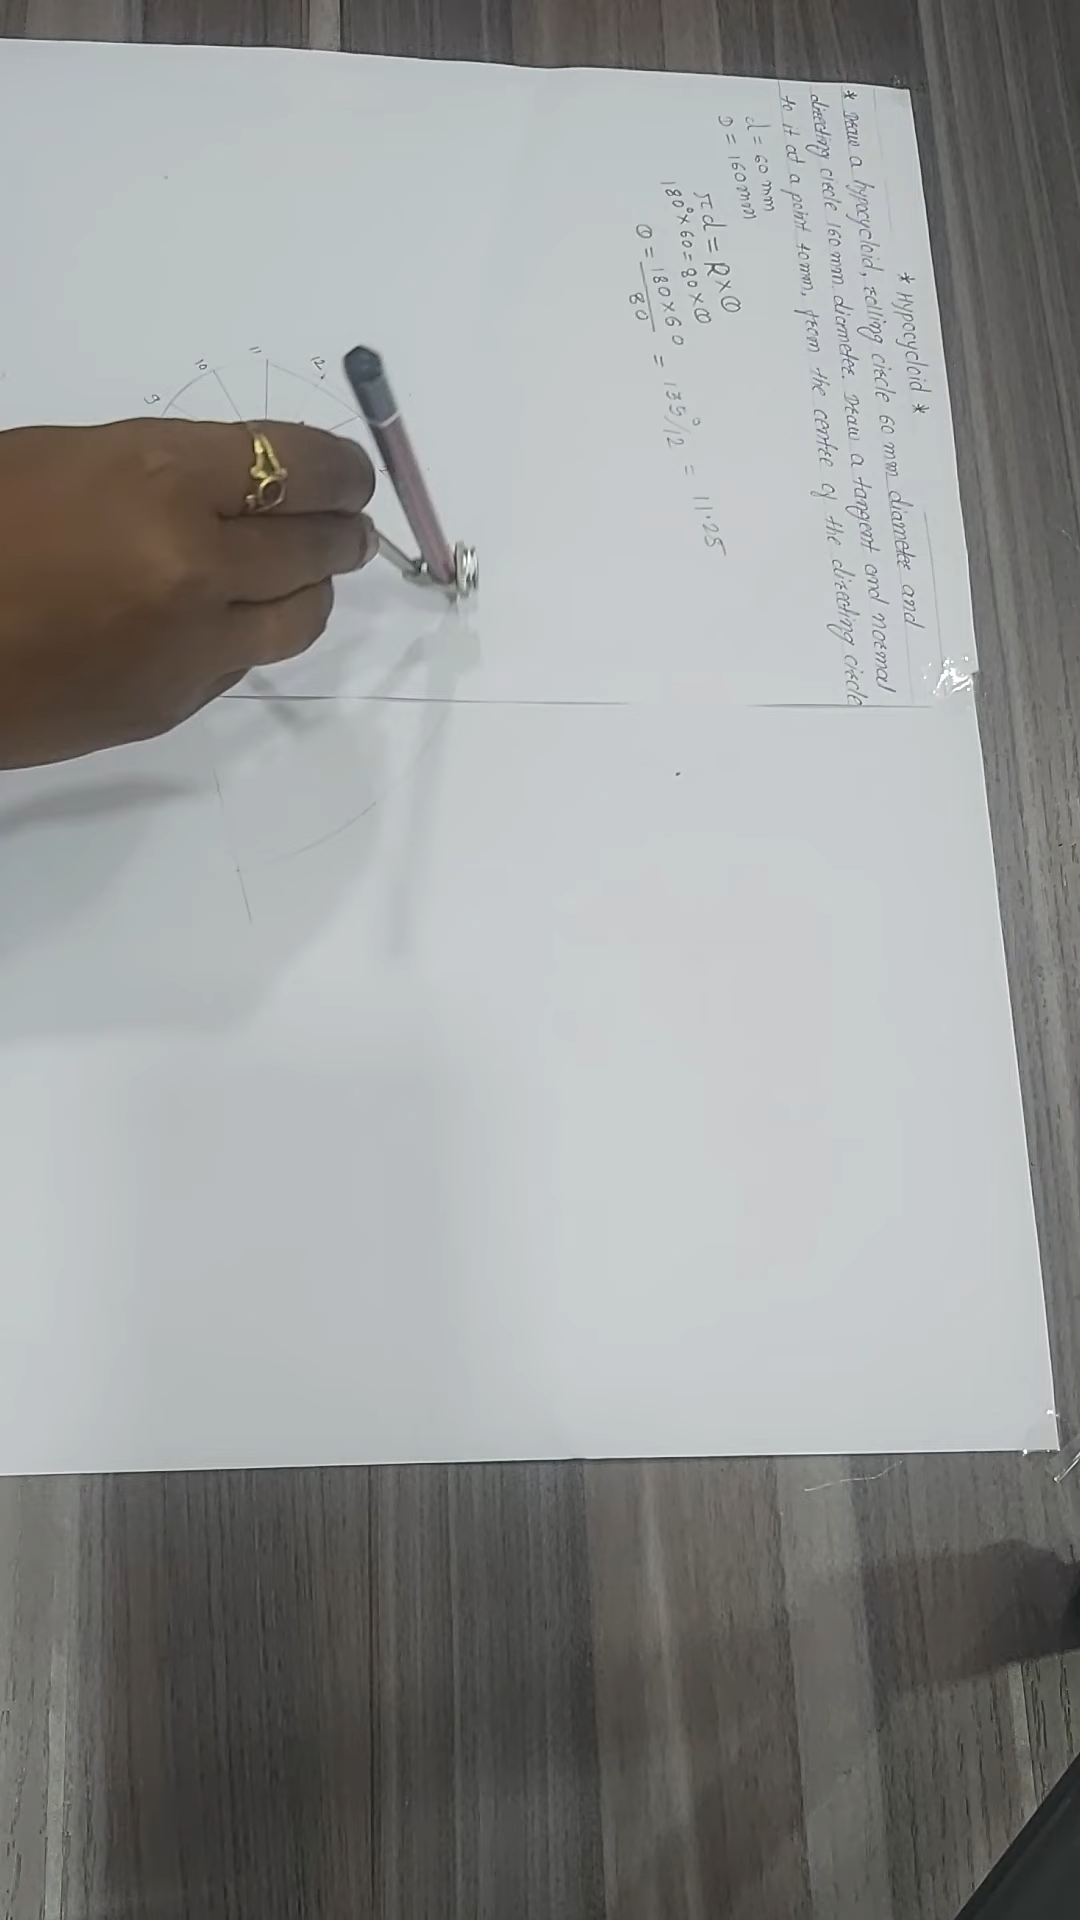 * Hypocycloid *
* Draw a hypocycloid, rolling circle 60 mm diameter and
directing circle 160 mm diameter. Draw a tangent and normal
to it at a point 40mm, from the centre of the directing circle
d = 60 mm
D = 160mm
πd = R×θ
180°×60 = 80×θ
θ = 180×60 / 80 = 135°/12 = 11.25
9
10
11
12